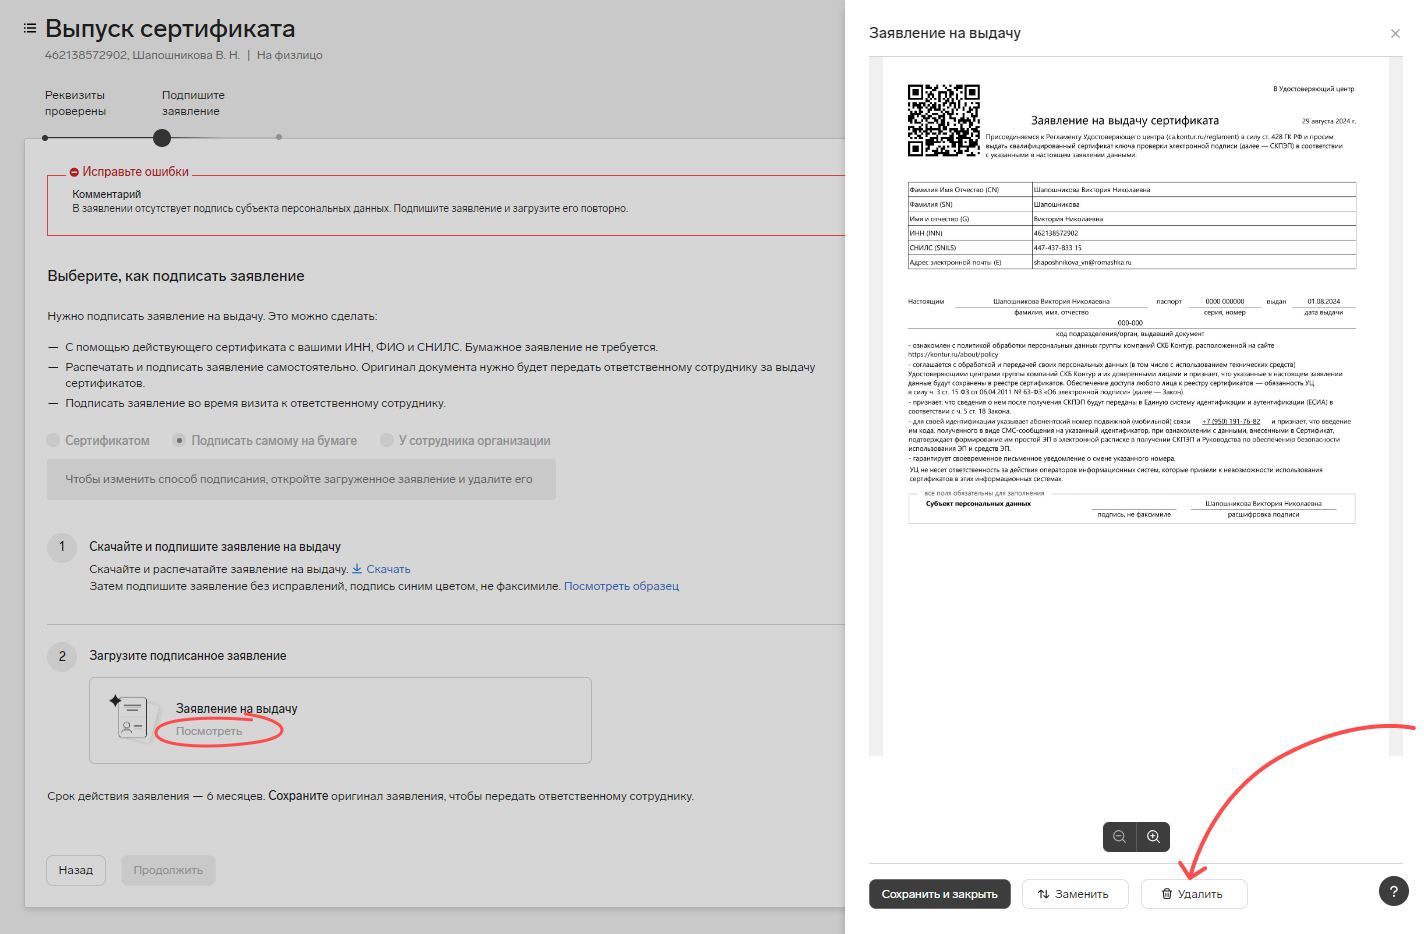 Выпуск сертификата
462138572902, Шапошникова В. Н. | На физлицо
Реквизиты
проверены
Подпишите
заявление
Исправьте ошибки
Комментарий
В заявлении отсутствует подпись субъекта персональных данных. Подпишите заявление и загрузите его повторно.
Выберите, как подписать заявление
Нужно подписать заявление на выдачу. Это можно сделать:
— С помощью действующего сертификата с вашими ИНН, ФИО и СНИЛС. Бумажное заявление не требуется.
— Распечатать и подписать заявление самостоятельно. Оригинал документа нужно будет передать ответственному сотруднику за выдачу
сертификатов.
— Подписать заявление во время визита к ответственному сотруднику.
Сертификатом Подписать самому на бумаге У сотрудника организации
Чтобы изменить способ подписания, откройте загруженное заявление и удалите его
1 Скачайте и подпишите заявление на выдачу
Скачайте и распечатайте заявление на выдачу. Скачать
Затем подпишите заявление без исправлений, подпись синим цветом, не факсимиле. Посмотреть образец
2 Загрузите подписанное заявление
Заявление на выдачу
Посмотреть
Срок действия заявления — 6 месяцев. Сохраните оригинал заявления, чтобы передать ответственному сотруднику.
Назад Продолжить
Заявление на выдачу
В Удостоверяющий центр
Заявление на выдачу сертификата 29 августа 2024 г.
Присоединяемся к Регламенту Удостоверяющего центра (ca.kontur.ru/reglament) в силу ст. 428 ГК РФ и просим
выдать квалифицированный сертификат ключа проверки электронной подписи (далее — СКПЭП) в соответствии
с указанными в настоящем заявлении данными:
Фамилия Имя Отчество (CN) Шапошникова Виктория Николаевна
Фамилия (SN) Шапошникова
Имя и отчество (G) Виктория Николаевна
ИНН (INN) 462138572902
СНИЛС (SNILS) 447-437-833 15
Адрес электронной почты (E) shaposhnikova_vn@romashka.ru
Настоящим Шапошникова Виктория Николаевна паспорт 0000 000000 выдан 01.08.2024
фамилия, имя, отчество серия, номер дата выдачи
000-000
код подразделения/орган, выдавший документ
- ознакомлен с политикой обработки персональных данных группы компаний СКБ Контур, расположенной на сайте
https://kontur.ru/about/policy
- соглашается с обработкой и передачей своих персональных данных (в том числе с использованием технических средств)
Удостоверяющими центрами группы компаний СКБ Контур и их доверенными лицами и признает, что указанные в настоящем заявлении
данные будут сохранены в реестре сертификатов. Обеспечение доступа любого лица к реестру сертификатов — обязанность УЦ
в силу ч. 3 ст. 15 ФЗ от 06.04.2011 № 63-ФЗ «Об электронной подписи» (далее — Закон).
- признает, что сведения о нем после получения СКПЭП будут переданы в Единую систему идентификации и аутентификации (ЕСИА) в
соответствии с ч. 5 ст. 18 Закона.
- для своей идентификации указывает абонентский номер подвижной (мобильной) связи +7 (950) 191-76-82 и признает, что введение
им кода, полученного в виде СМС-сообщения на указанный идентификатор, при ознакомлении с данными, внесенными в Сертификат,
подтверждает формирование им простой ЭП в электронной расписке в получении СКПЭП и Руководства по обеспечению безопасности
использования ЭП и средств ЭП.
- гарантирует своевременное письменное уведомление о смене указанного номера.
УЦ не несет ответственность за действия операторов информационных систем, которые привели к невозможности использования
сертификатов в этих информационных системах.
все поля обязательны для заполнения
Субъект персональных данных Шапошникова Виктория Николаевна
подпись, не факсимиле расшифровка подписи
Сохранить и закрыть Заменить Удалить ?